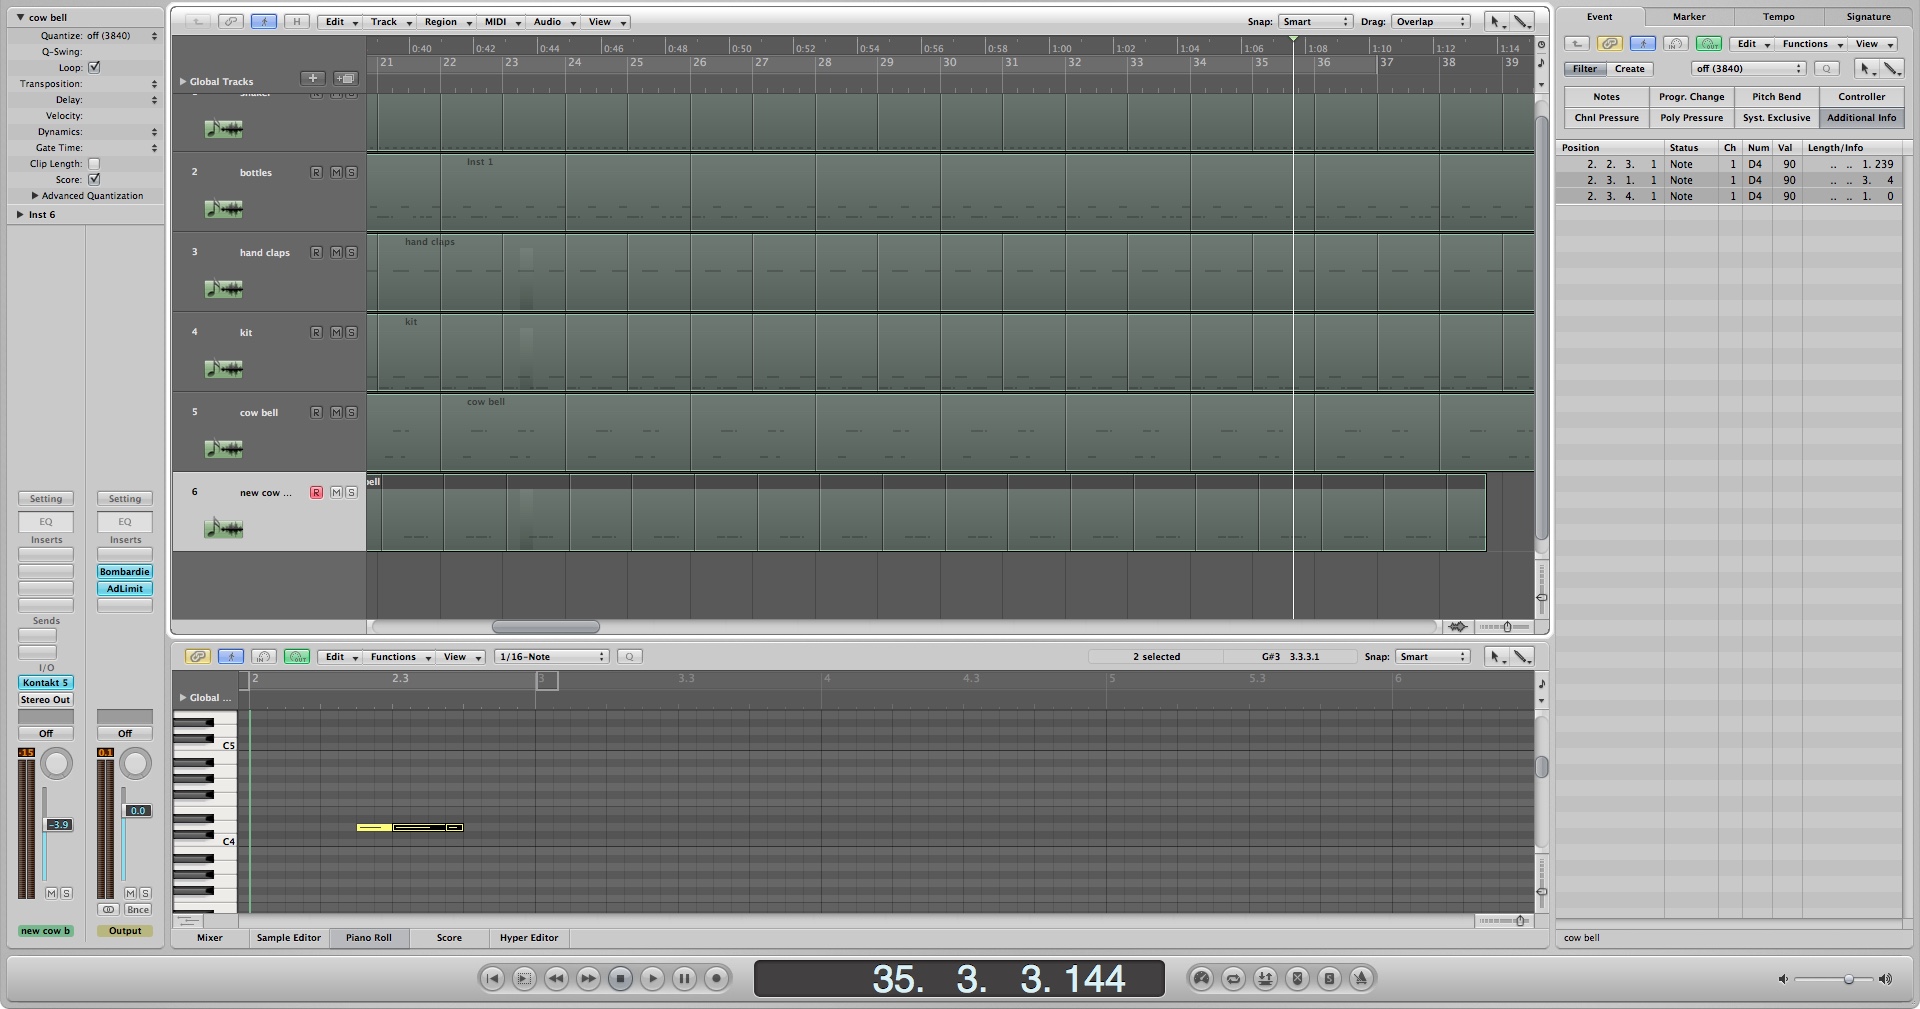 cow bell
Quantize: off (3840)
Q-Swing:
Loop:
Transposition:
Delay:
Velocity:
Dynamics:
Gate Time:
Clip Length:
Score:
Advanced Quantization
Inst 6
Setting Setting
EQ EQ
Inserts Inserts
Bombardie
AdLimit
Sends
I/O
Kontakt 5
Stereo Out
Off Off
-15 0.1
-3.9 0.0
M S M S
Bnce
new cow b Output
H Edit Track Region MIDI Audio View Snap: Smart Drag: Overlap
0:40 0:42 0:44 0:46 0:48 0:50 0:52 0:54 0:56 0:58 1:00 1:02 1:04 1:06 1:08 1:10 1:12 1:14
21 22 23 24 25 26 27 28 29 30 31 32 33 34 35 36 37 38 39
Global Tracks
2 bottles R M S Inst 1
3 hand claps R M S hand claps
4 kit R M S kit
5 cow bell R M S cow bell
6 new cow ... R M S bell
Edit Functions View 1/16-Note Q 2 selected G#3 3.3.3.1 Snap: Smart
2 2.3 3 3.3 4 4.3 5 5.3 6
Global ...
C5
C4
Mixer Sample Editor Piano Roll Score Hyper Editor
35. 3. 3. 144
Event Marker Tempo Signature
IN OUT Edit Functions View
Filter Create off (3840) Q
Notes Progr. Change Pitch Bend Controller
Chnl Pressure Poly Pressure Syst. Exclusive Additional Info
Position Status Ch Num Val Length/Info
2. 2. 3. 1 Note 1 D4 90 .. .. 1. 239
2. 3. 1. 1 Note 1 D4 90 .. .. 3. 4
2. 3. 4. 1 Note 1 D4 90 .. .. 1. 0
cow bell